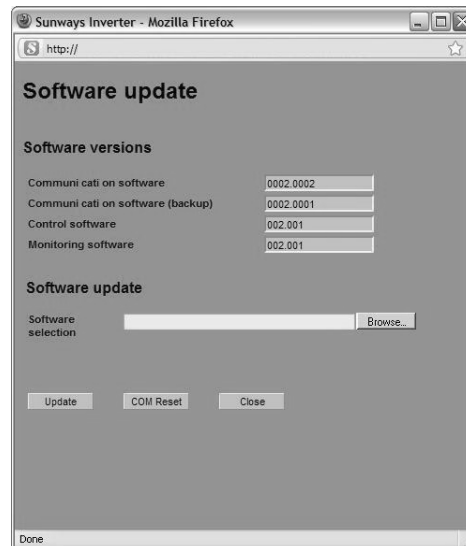 Sunways Inverter - Mozilla Firefox
http://
Software update
Software versions
Communi cati on software 0002.0002
Communi cati on software (backup) 0002.0001
Control software 002.001
Monitoring software 002.001
Software update
Software
selection
Browse...
Update COM Reset Close
Done